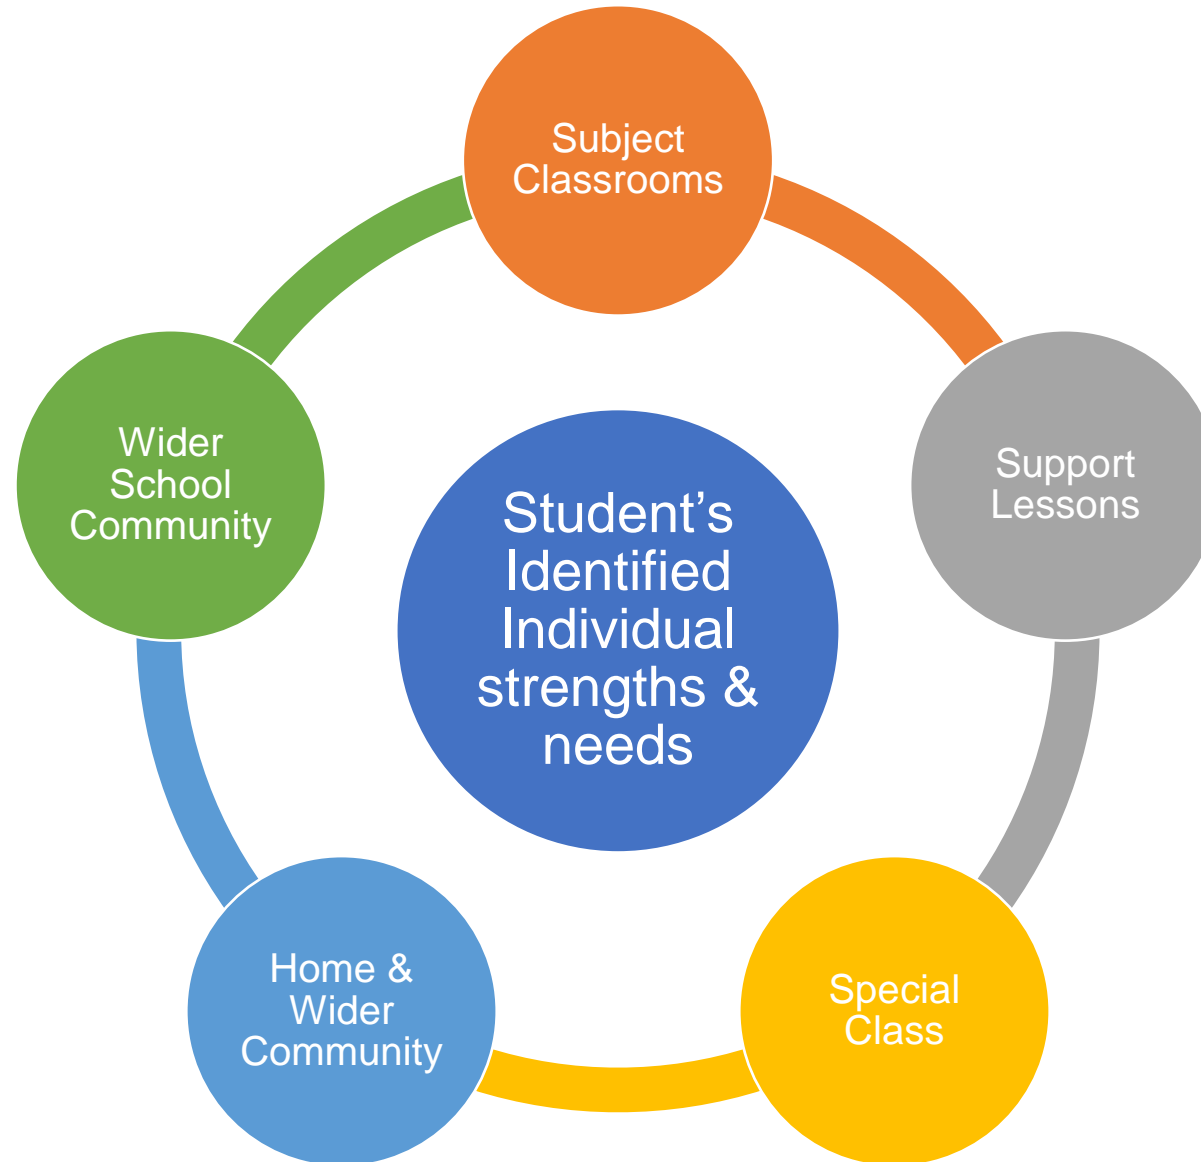 Subject
Classrooms
Support
Lessons
Special
Class
Home &
Wider
Community
Wider
School
Community
Student’s
Identified
Individual
strengths &
needs